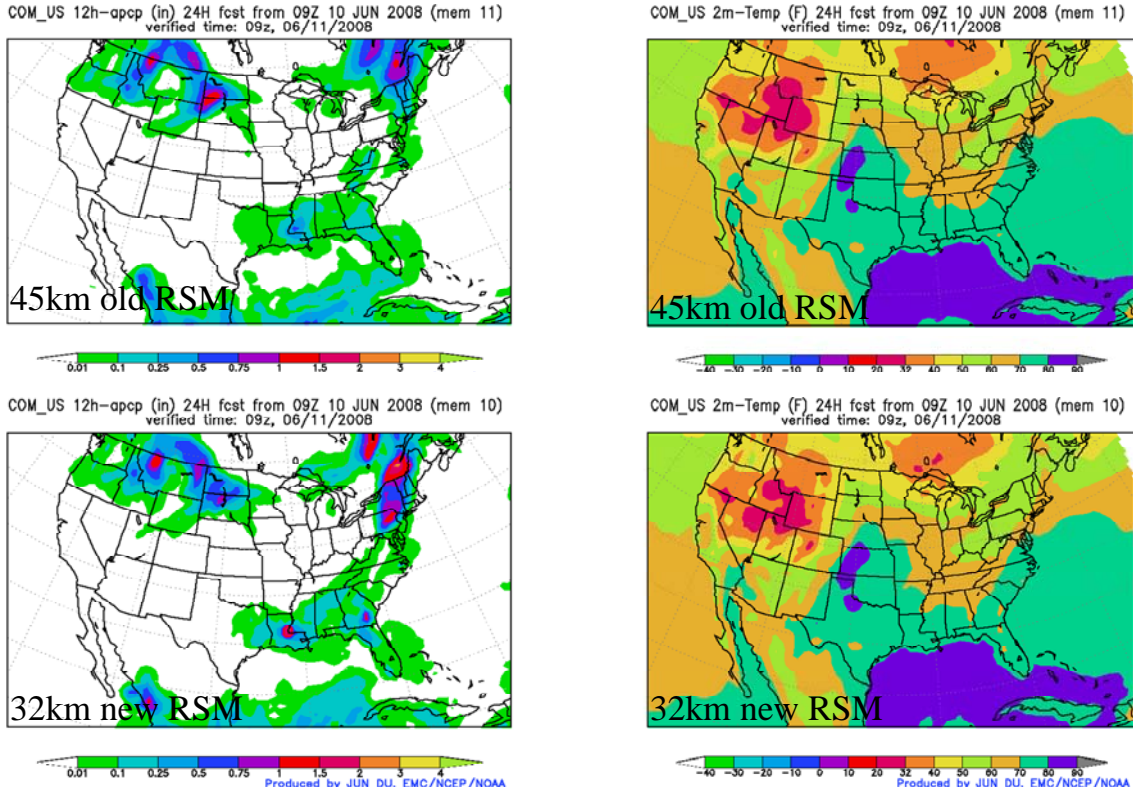 COM_US 12h-apcp (in) 24H fcst from 09Z 10 JUN 2008 (mem 11)
verified time: 09z, 06/11/2008
45km old RSM
0.01 0.1 0.25 0.5 0.75 1 1.5 2 3 4
COM_US 2m-Temp (F) 24H fcst from 09Z 10 JUN 2008 (mem 11)
verified time: 09z, 06/11/2008
45km old RSM
-40 -30 -20 -10 0 10 20 32 40 50 60 70 80 90
COM_US 12h-apcp (in) 24H fcst from 09Z 10 JUN 2008 (mem 10)
verified time: 09z, 06/11/2008
32km new RSM
0.01 0.1 0.25 0.5 0.75 1 1.5 2 3 4
Produced by JUN DU, EMC/NCEP/NOAA
COM_US 2m-Temp (F) 24H fcst from 09Z 10 JUN 2008 (mem 10)
verified time: 09z, 06/11/2008
32km new RSM
-40 -30 -20 -10 0 10 20 32 40 50 60 70 80 90
Produced by JUN DU, EMC/NCEP/NOAA